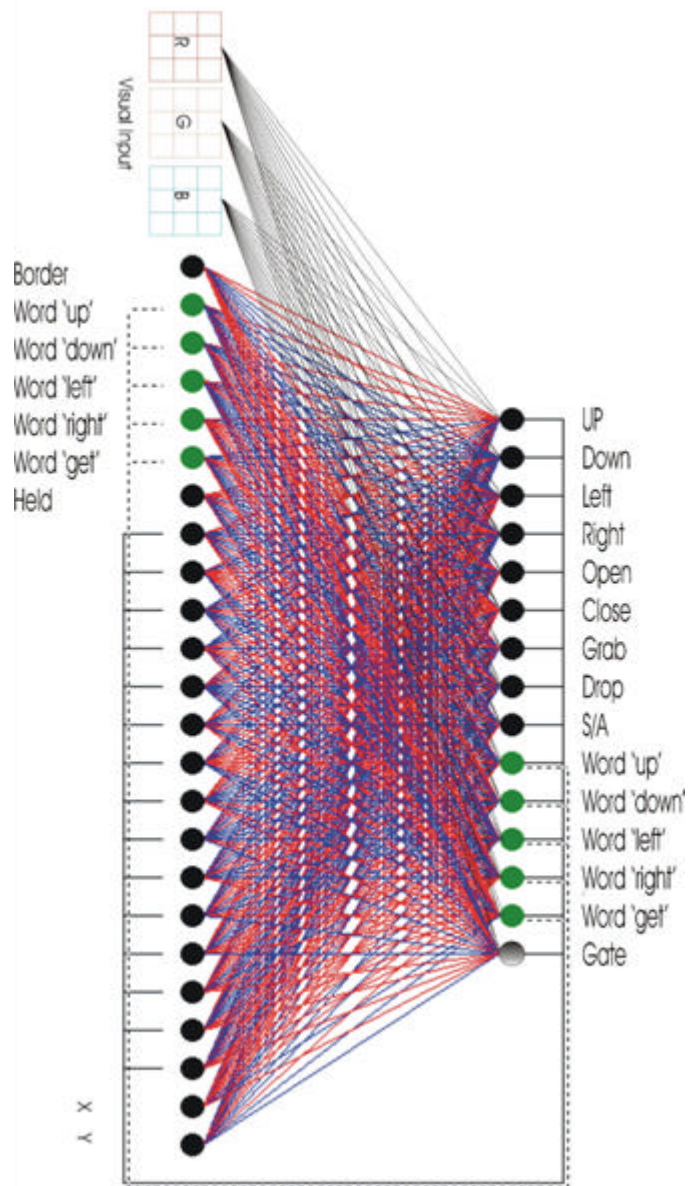 R
G
B
Visual Input
Border
Word 'up'
Word 'down'
Word 'left'
Word 'right'
Word 'get'
Held
X
Y
UP
Down
Left
Right
Open
Close
Grab
Drop
S/A
Word 'up'
Word 'down'
Word 'left'
Word 'right'
Word 'get'
Gate